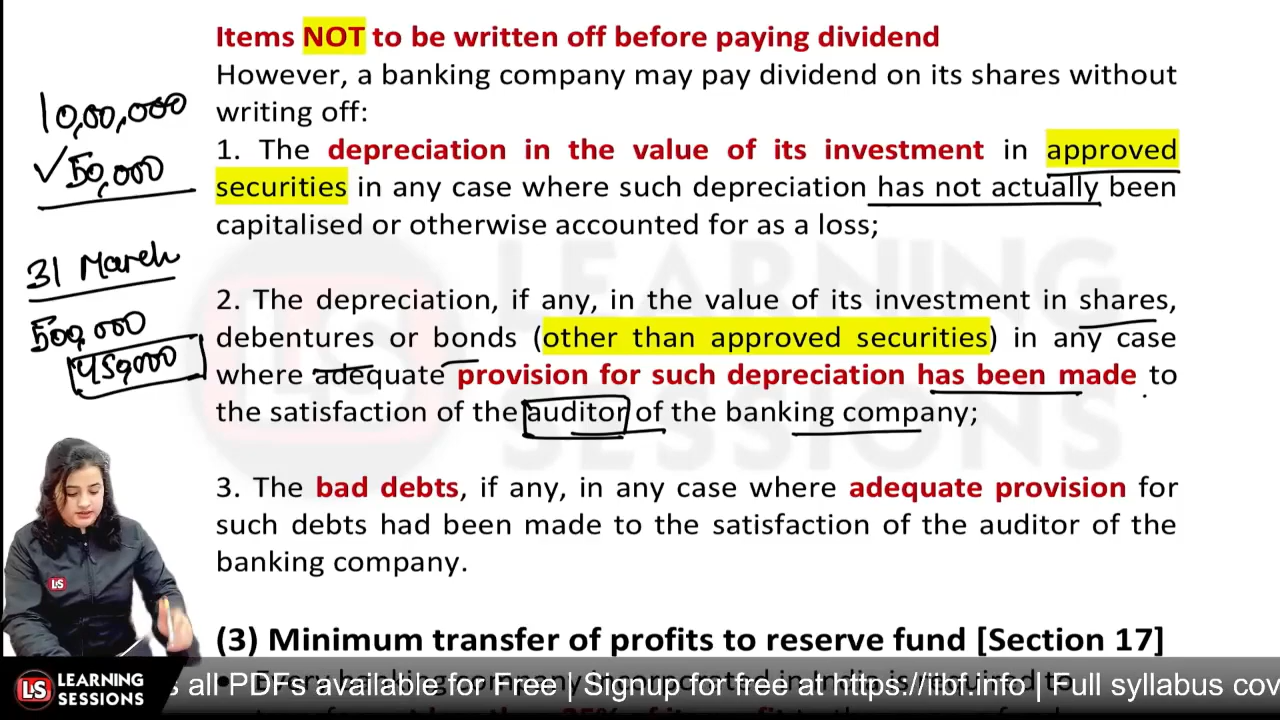 Items NOT to be written off before paying dividend
However, a banking company may pay dividend on its shares without
writing off:
1. The depreciation in the value of its investment in approved
securities in any case where such depreciation has not actually been
capitalised or otherwise accounted for as a loss;
2. The depreciation, if any, in the value of its investment in shares,
debentures or bonds (other than approved securities) in any case
where adequate provision for such depreciation has been made to
the satisfaction of the auditor of the banking company;
3. The bad debts, if any, in any case where adequate provision for
such debts had been made to the satisfaction of the auditor of the
banking company.
(3) Minimum transfer of profits to reserve fund [Section 17]
10,00,000
50,000
31 March
500,000
450000
LS
LEARNING
SESSIONS
LS
LS
LEARNING
SESSIONS
s all PDFs available for Free | Signup for free at https://iibf.info | Full syllabus cov